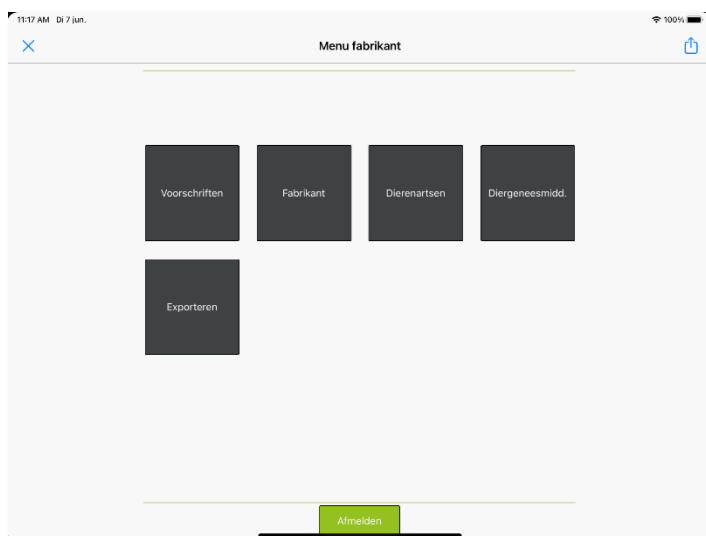 11:17 AM Di 7 jun.
100%
Menu fabrikant
Voorschriften
Fabrikant
Dierenartsen
Diergeneesmidd.
Exporteren
Afmelden